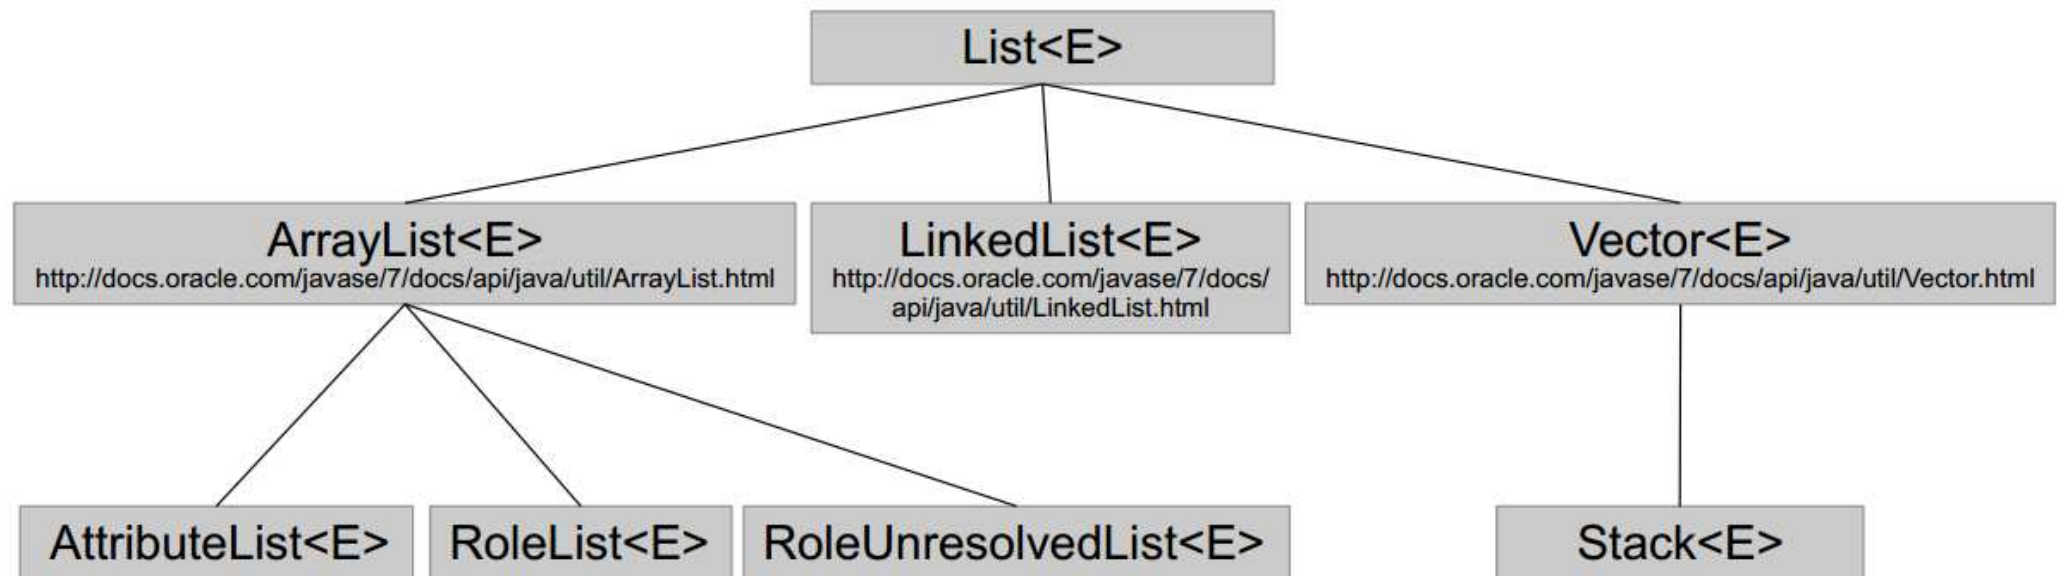 List<E>
ArrayList<E>
http://docs.oracle.com/javase/7/docs/api/java/util/ArrayList.html
LinkedList<E>
http://docs.oracle.com/javase/7/docs/
api/java/util/LinkedList.html
Vector<E>
http://docs.oracle.com/javase/7/docs/api/java/util/Vector.html
AttributeList<E>
RoleList<E>
RoleUnresolvedList<E>
Stack<E>